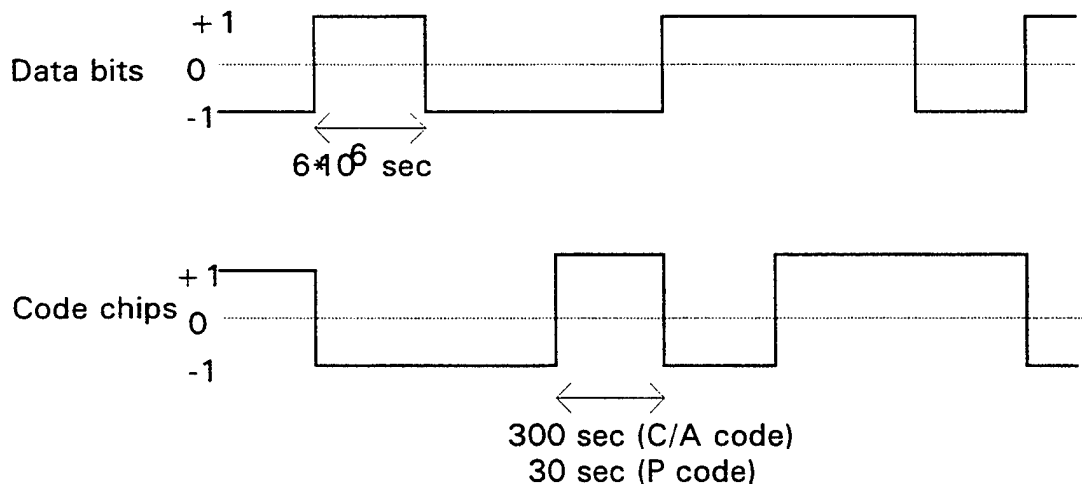 +1
Data bits 0
-1
6*10⁶ sec
+1
Code chips 0
-1
300 sec (C/A code)
30 sec (P code)